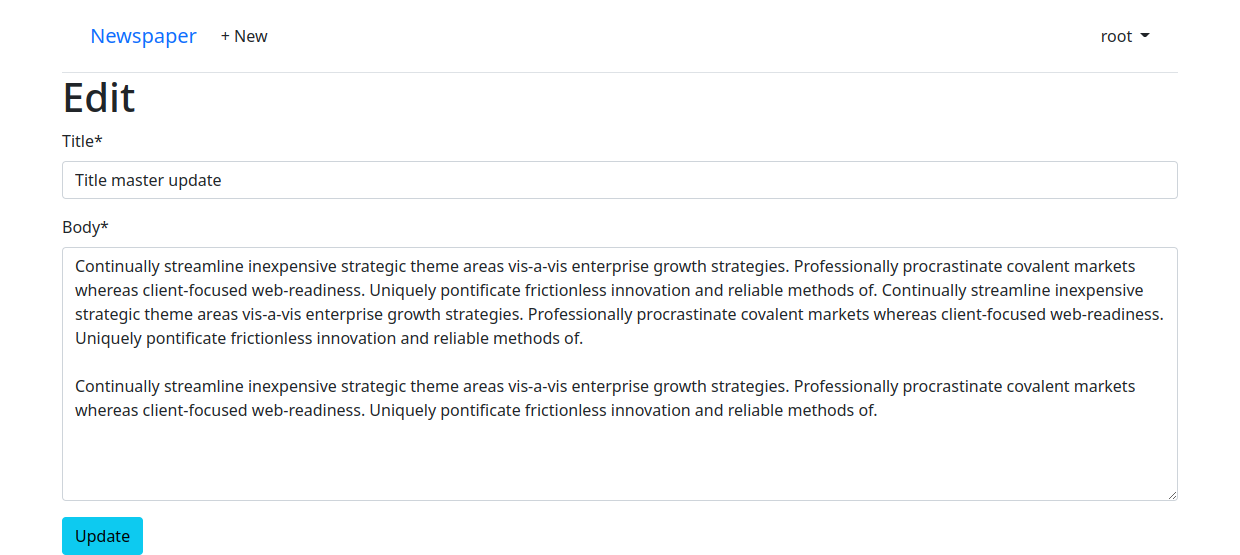 Newspaper + New root
Edit
Title*
Title master update
Body*
Continually streamline inexpensive strategic theme areas vis-a-vis enterprise growth strategies. Professionally procrastinate covalent markets
whereas client-focused web-readiness. Uniquely pontificate frictionless innovation and reliable methods of. Continually streamline inexpensive
strategic theme areas vis-a-vis enterprise growth strategies. Professionally procrastinate covalent markets whereas client-focused web-readiness.
Uniquely pontificate frictionless innovation and reliable methods of.
Continually streamline inexpensive strategic theme areas vis-a-vis enterprise growth strategies. Professionally procrastinate covalent markets
whereas client-focused web-readiness. Uniquely pontificate frictionless innovation and reliable methods of.
Update